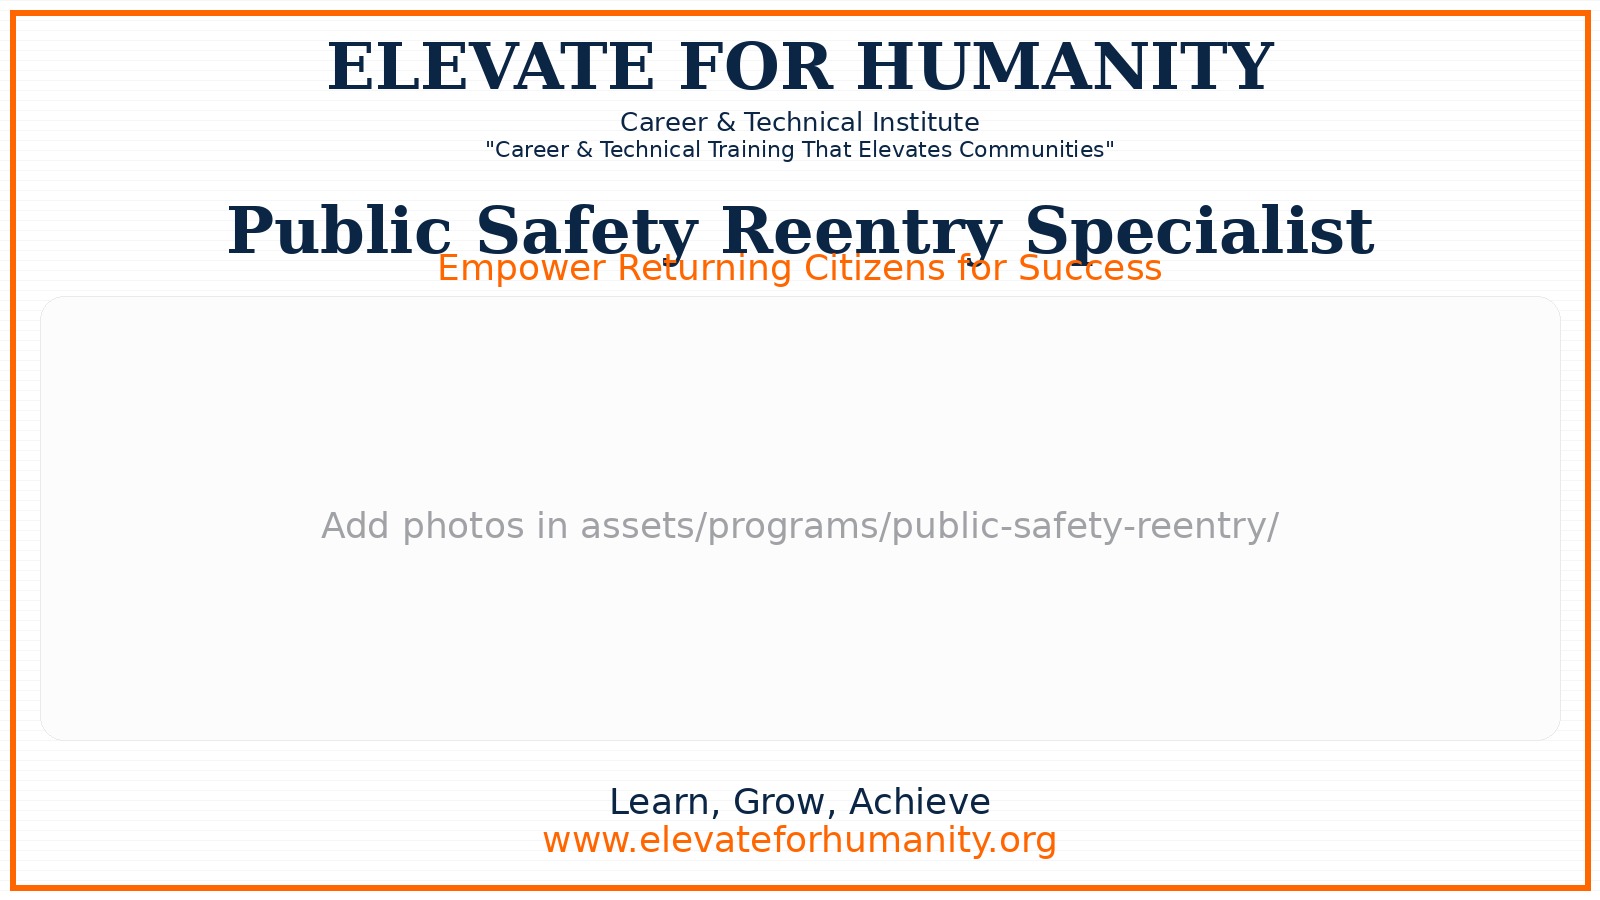 ELEVATE FOR HUMANITY
Career & Technical Institute
"Career & Technical Training That Elevates Communities"
Public Safety Reentry Specialist
Empower Returning Citizens for Success
Add photos in assets/programs/public-safety-reentry/
Learn, Grow, Achieve
www.elevateforhumanity.org